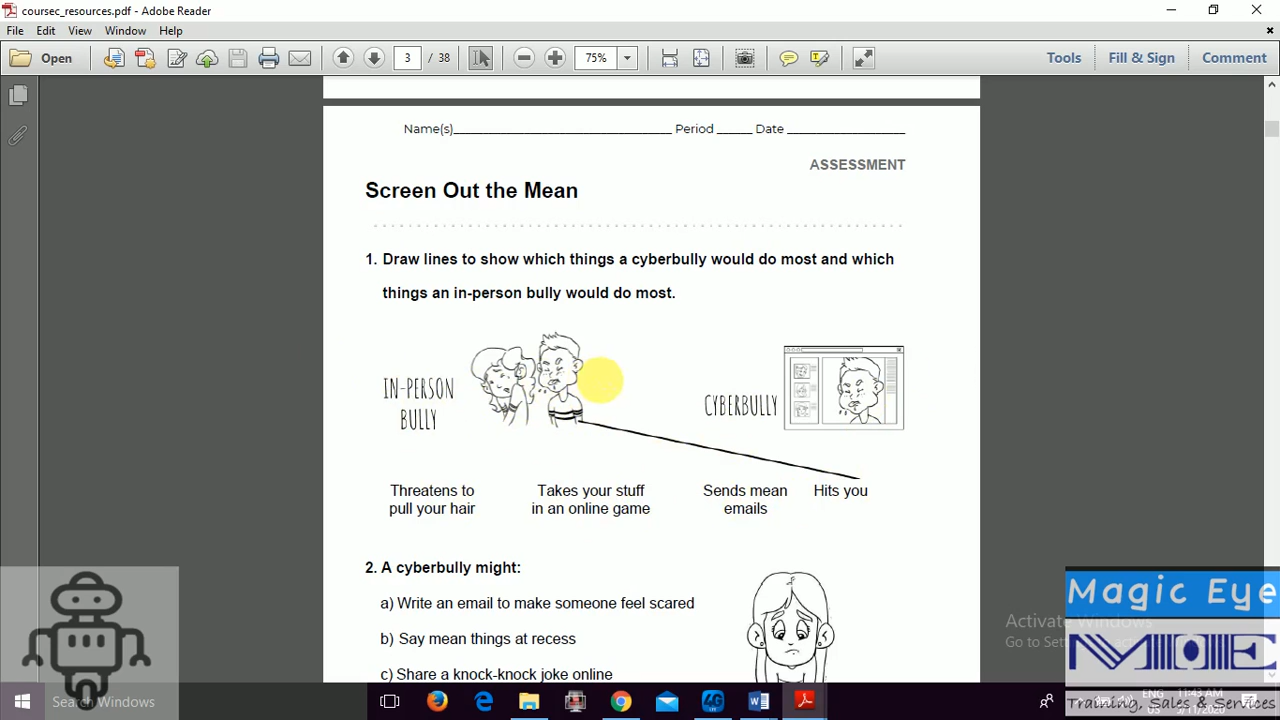 coursec_resources.pdf - Adobe Reader
File Edit View Window Help
Open 3 / 38 75% Tools Fill & Sign Comment
Name(s) Period Date
ASSESSMENT
Screen Out the Mean
1. Draw lines to show which things a cyberbully would do most and which
things an in-person bully would do most.
IN-PERSON
BULLY
CYBERBULLY
Threatens to
pull your hair
Takes your stuff
in an online game
Sends mean
emails
Hits you
2. A cyberbully might:
a) Write an email to make someone feel scared
b) Say mean things at recess
c) Share a knock-knock joke online
Magic Eye
Activate Windows
Go to
MOE
Training, Sales & Services
Search Windows
ENG
11:43 AM